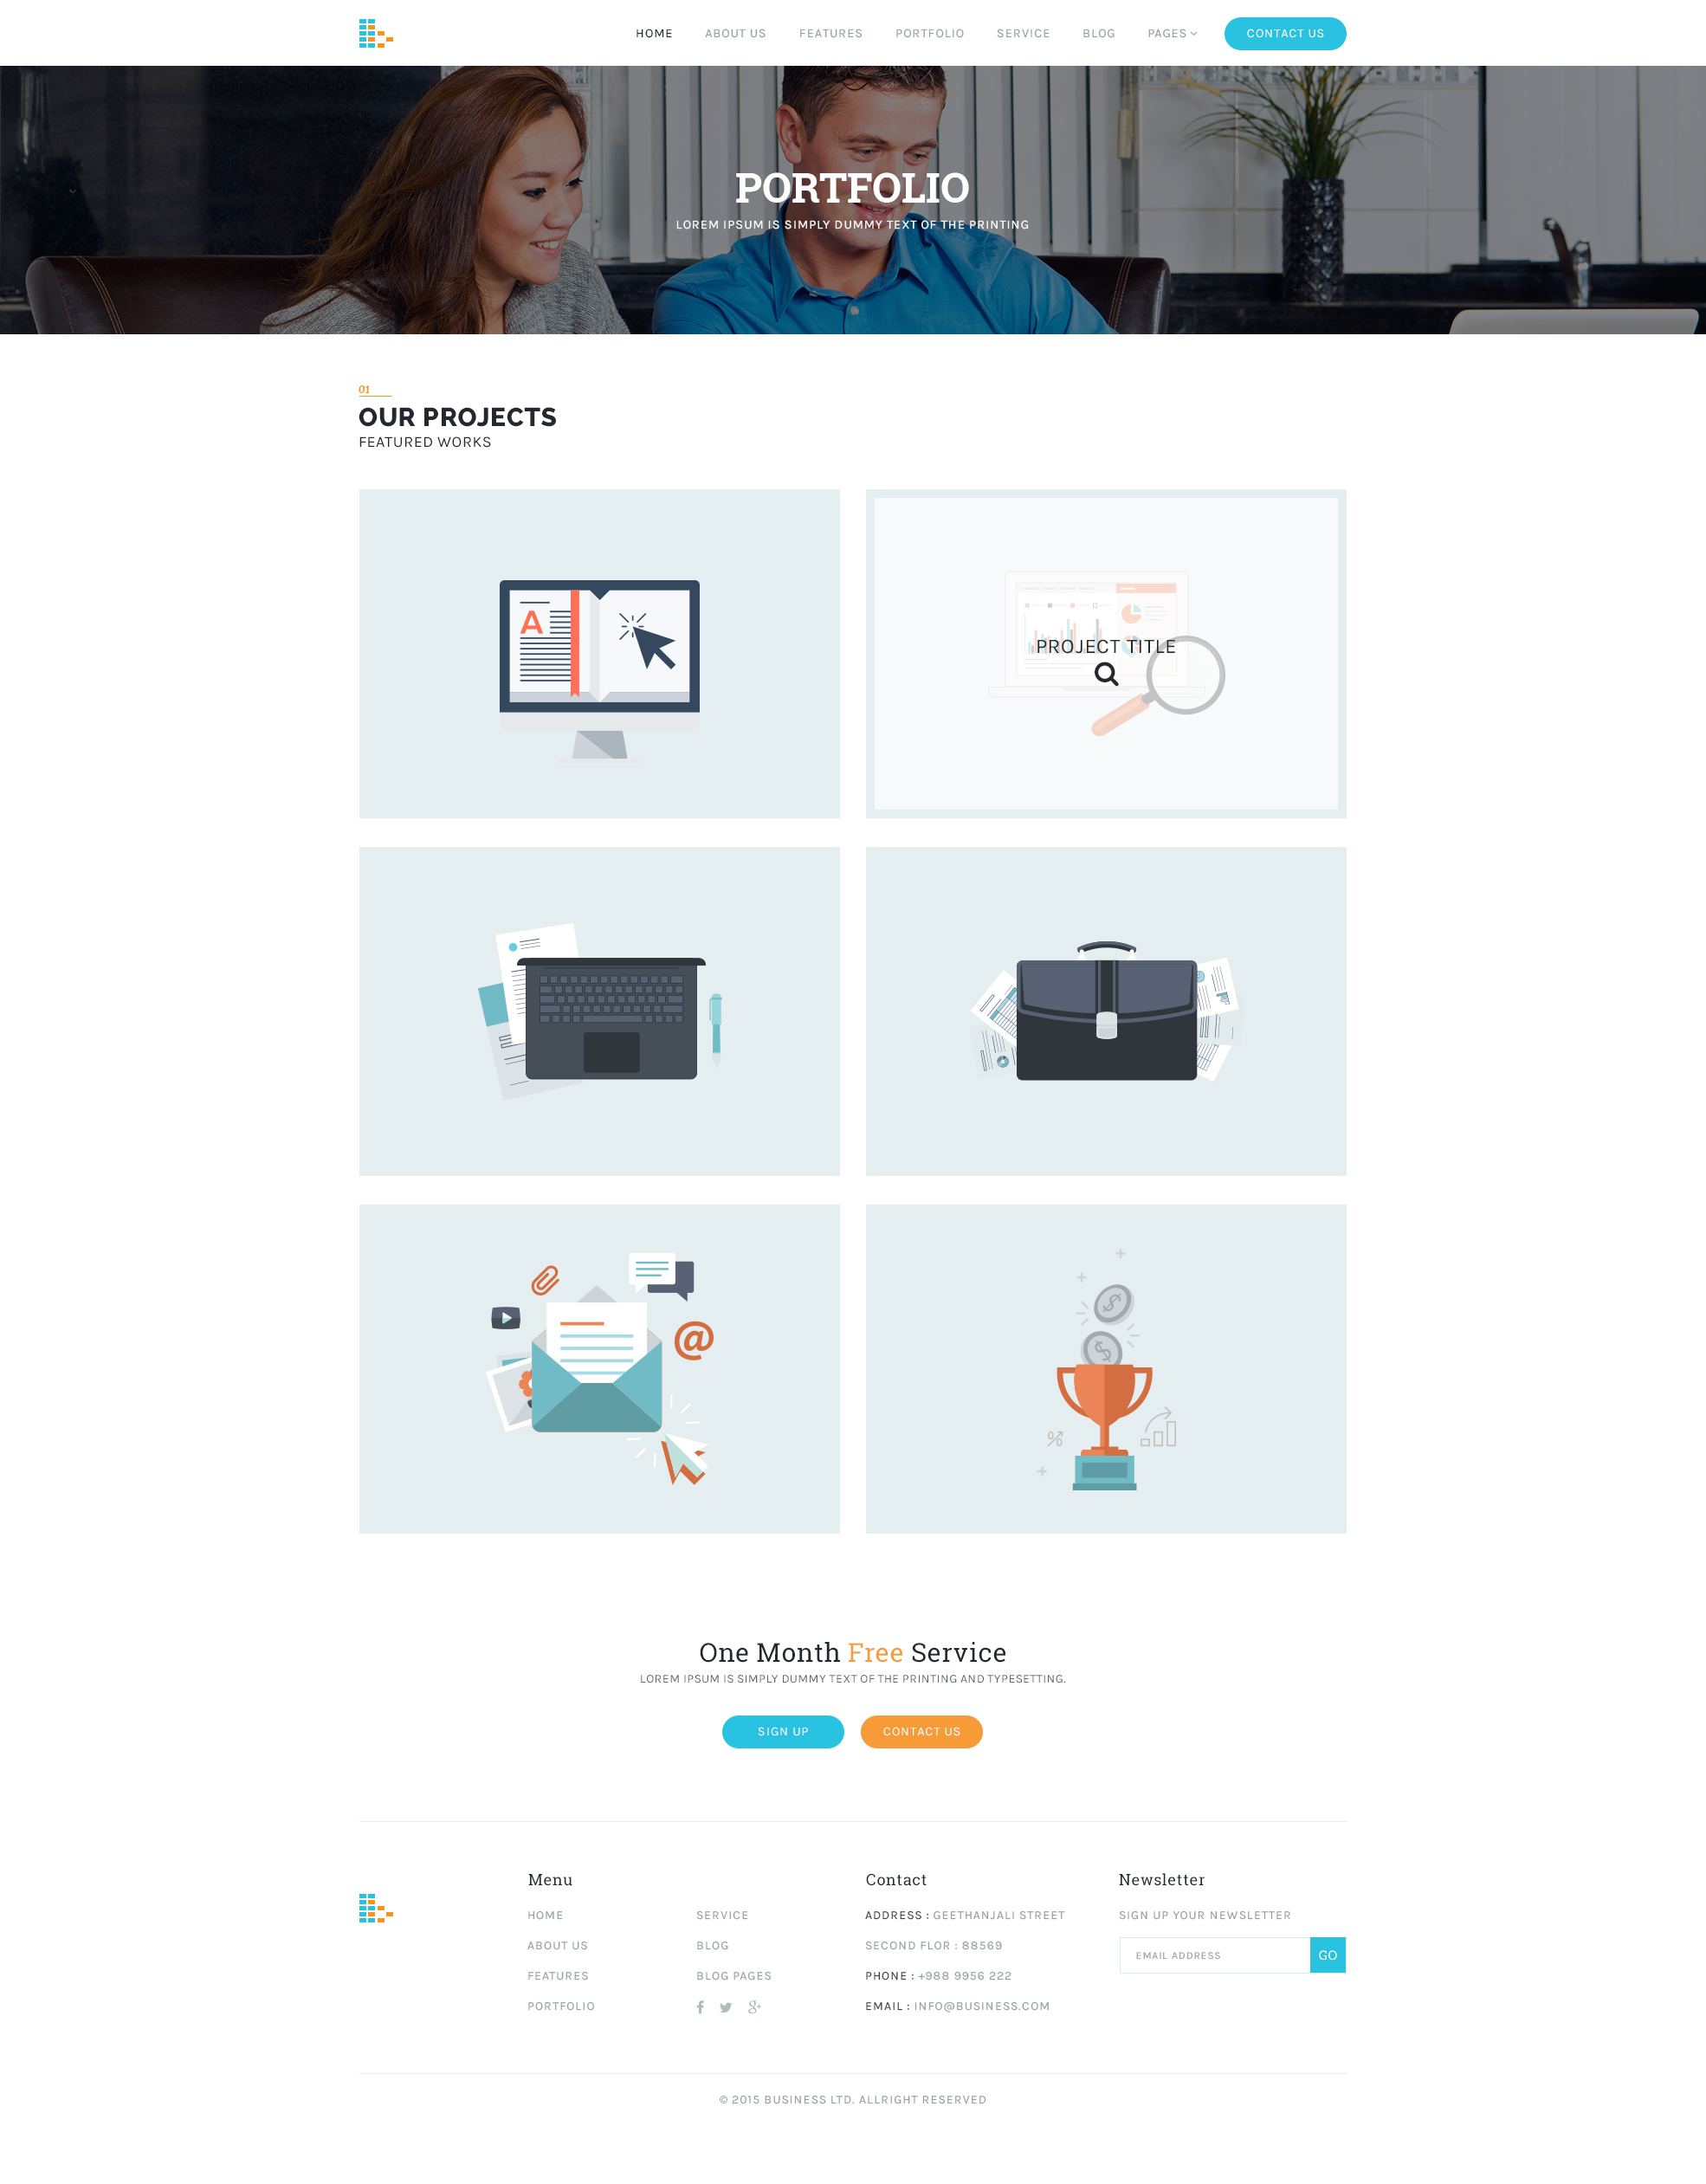 HOME ABOUT US FEATURES PORTFOLIO SERVICE BLOG PAGES CONTACT US
PORTFOLIO
LOREM IPSUM IS SIMPLY DUMMY TEXT OF THE PRINTING
01
OUR PROJECTS
FEATURED WORKS
A
PROJECT TITLE
@
$
$
%
One Month Free Service
LOREM IPSUM IS SIMPLY DUMMY TEXT OF THE PRINTING AND TYPESETTING.
SIGN UP CONTACT US
Menu
HOME
ABOUT US
FEATURES
PORTFOLIO
SERVICE
BLOG
BLOG PAGES
Contact
ADDRESS : GEETHANJALI STREET
SECOND FLOR : 88569
PHONE : +988 9956 222
EMAIL : INFO@BUSINESS.COM
Newsletter
SIGN UP YOUR NEWSLETTER
EMAIL ADDRESS GO
© 2015 BUSINESS LTD. ALLRIGHT RESERVED